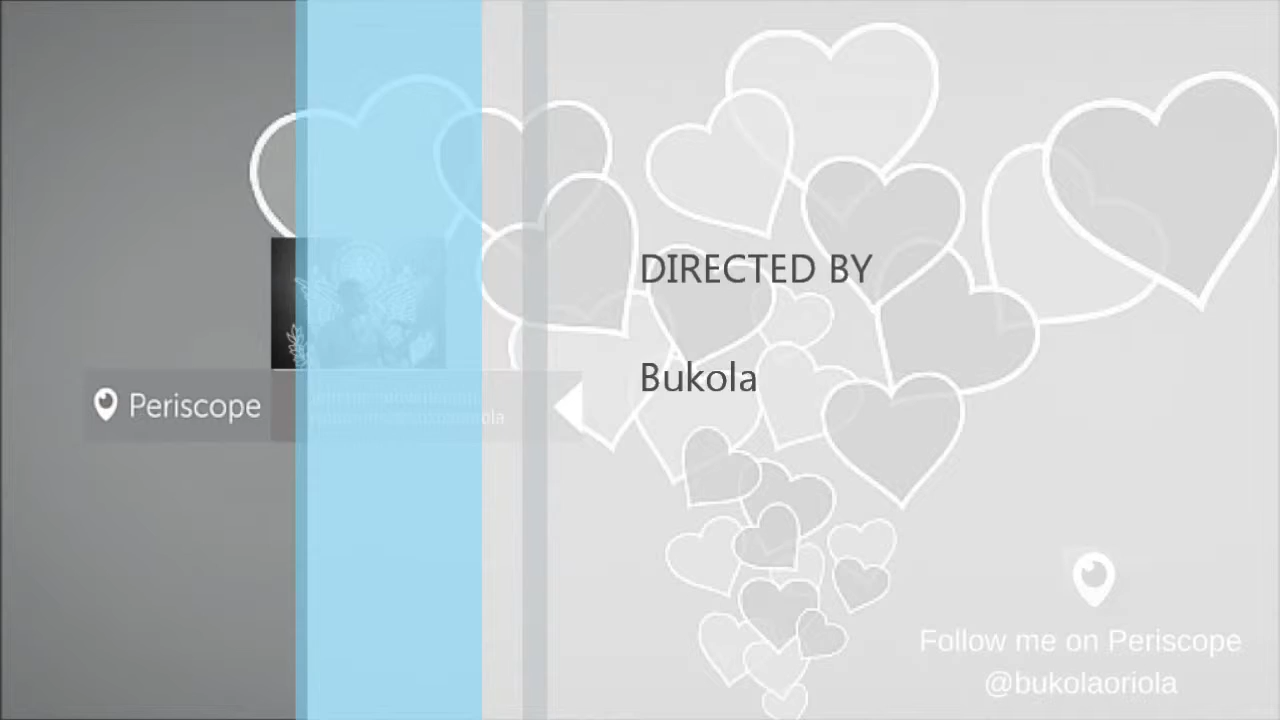 DIRECTED BY
Bukola
Periscope
Follow me on Periscope
@bukolaoriola